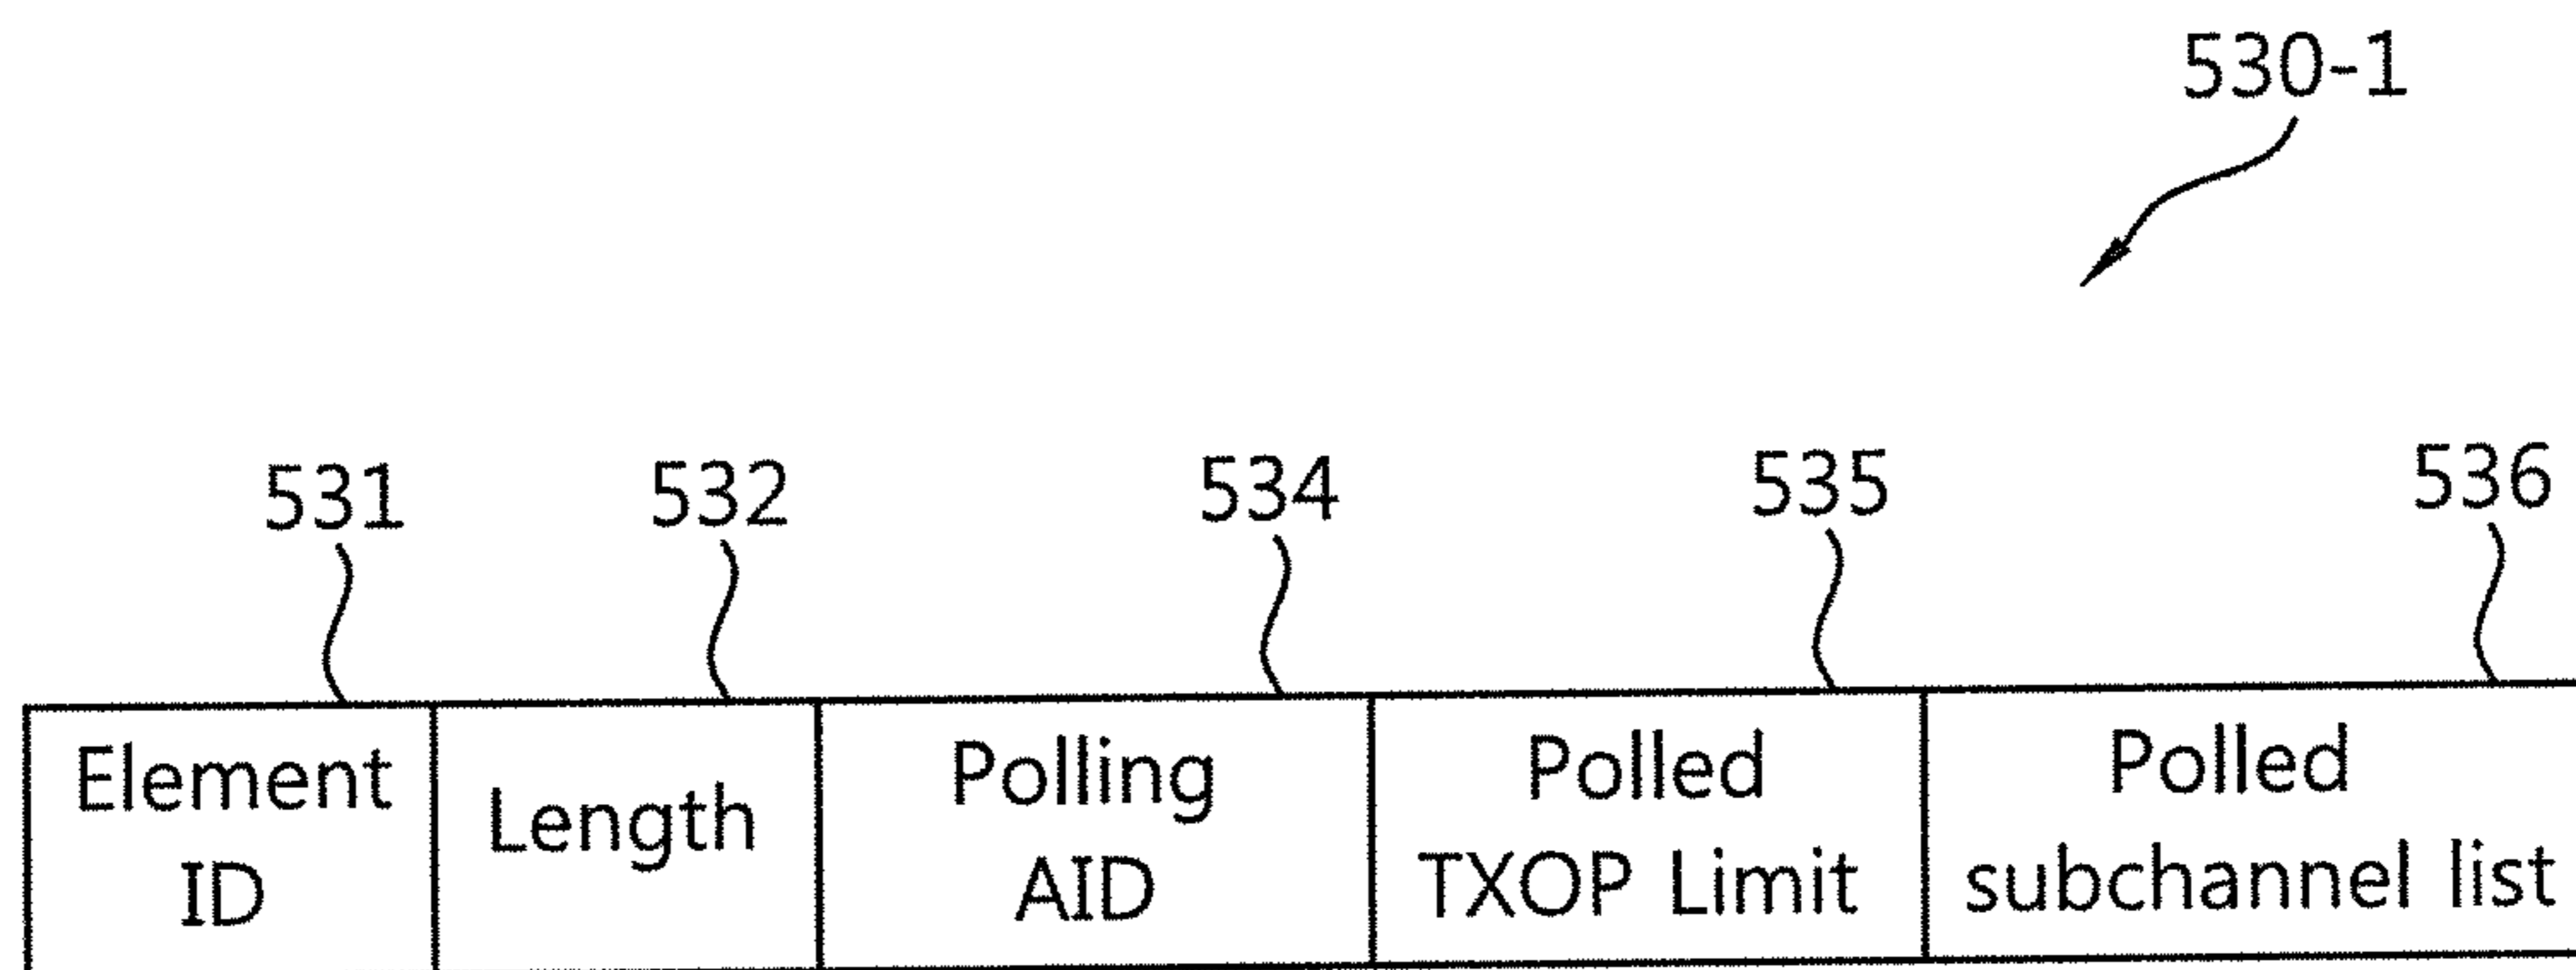 530-1
531 532 534 535 536
Element ID
Length
Polling AID
Polled TXOP Limit
Polled subchannel list